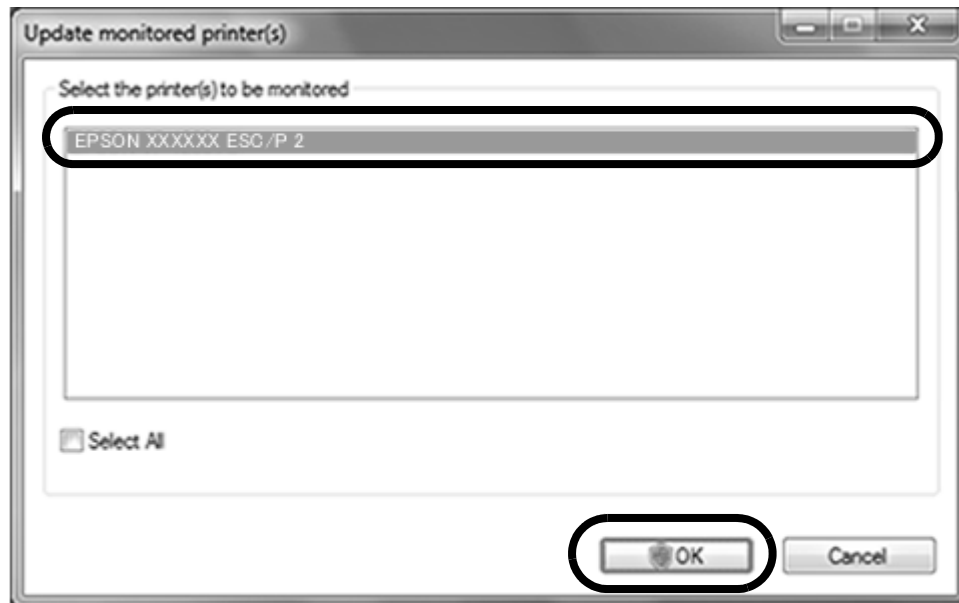 Update monitored printer(s)
Select the printer(s) to be monitored
EPSON XXXXXX ESC/P 2
Select All
OK
Cancel